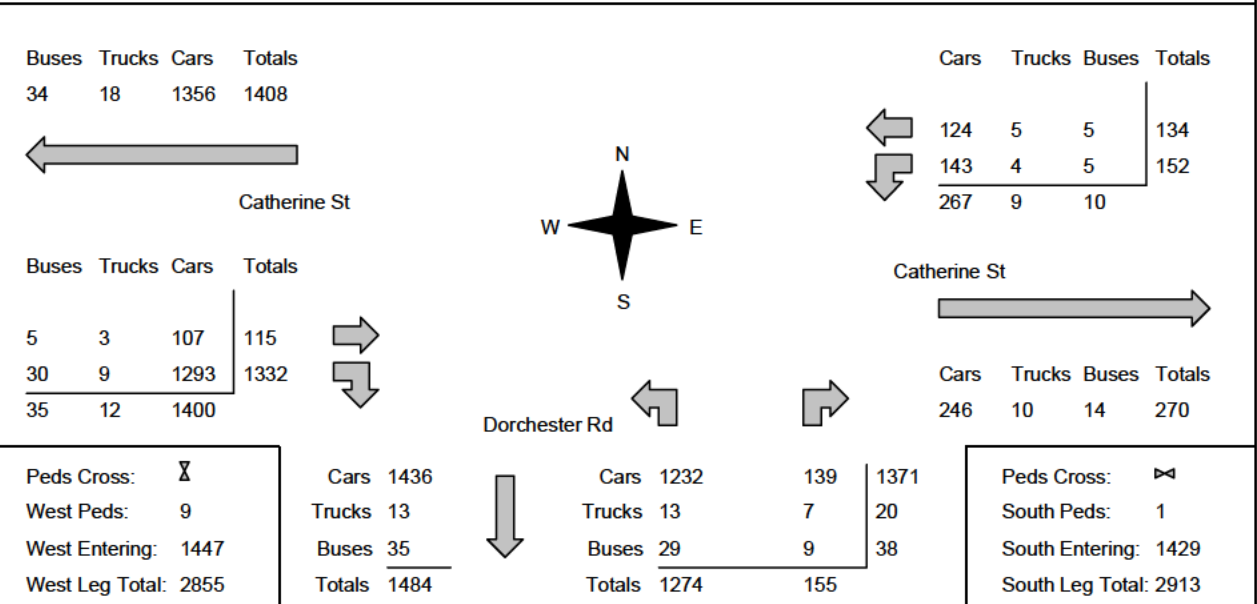 Buses Trucks Cars Totals
34 18 1356 1408
Cars Trucks Buses Totals
124 5 5 134
143 4 5 152
267 9 10
N
W E
S
Catherine St
Catherine St
Buses Trucks Cars Totals
5 3 107 115
30 9 1293 1332
35 12 1400
Cars Trucks Buses Totals
246 10 14 270
Dorchester Rd
Peds Cross:
West Peds: 9
West Entering: 1447
West Leg Total: 2855
Cars 1436
Trucks 13
Buses 35
Totals 1484
Cars 1232 139 1371
Trucks 13 7 20
Buses 29 9 38
Totals 1274 155
Peds Cross:
South Peds: 1
South Entering: 1429
South Leg Total: 2913